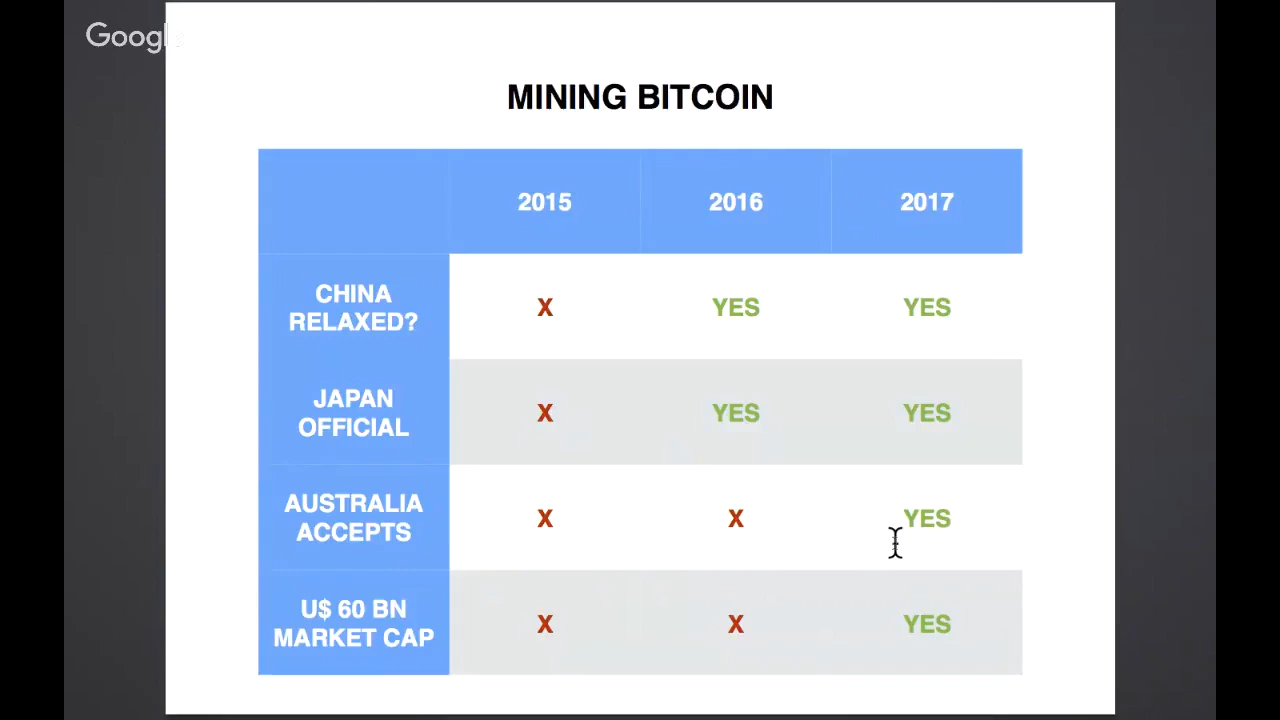 Google
MINING BITCOIN
2015 2016 2017
CHINA
RELAXED?
X YES YES
JAPAN
OFFICIAL
X YES YES
AUSTRALIA
ACCEPTS
X X YES
U$ 60 BN
MARKET CAP
X X YES